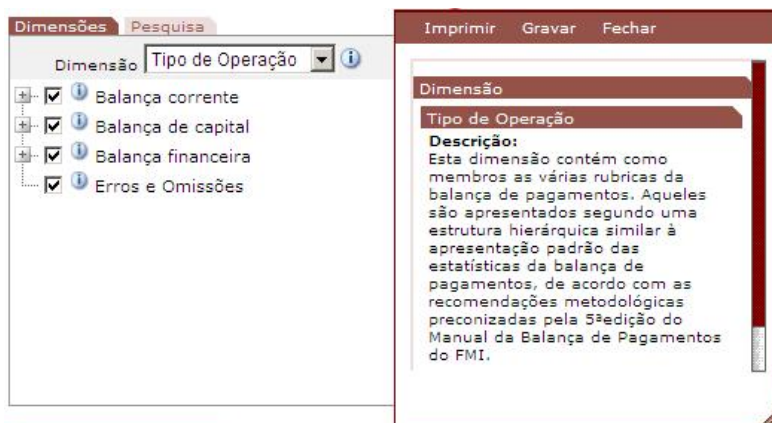 Dimensões Pesquisa
Dimensão Tipo de Operação
Balança corrente
Balança de capital
Balança financeira
Erros e Omissões
Imprimir Gravar Fechar
Dimensão
Tipo de Operação
Descrição:
Esta dimensão contém como
membros as várias rubricas da
balança de pagamentos. Aqueles
são apresentados segundo uma
estrutura hierárquica similar à
apresentação padrão das
estatísticas da balança de
pagamentos, de acordo com as
recomendações metodológicas
preconizadas pela 5ªedição do
Manual da Balança de Pagamentos
do FMI.